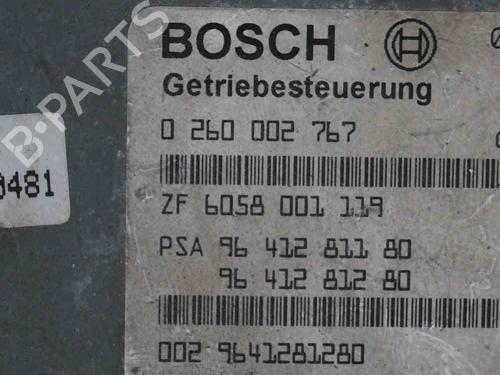 BOSCH
Getriebesteuerung
0 260 002 767
ZF 6058 001 119
PSA 96 412 811 80
96 412 812 80
002 9641281280
0481
B-PARTS